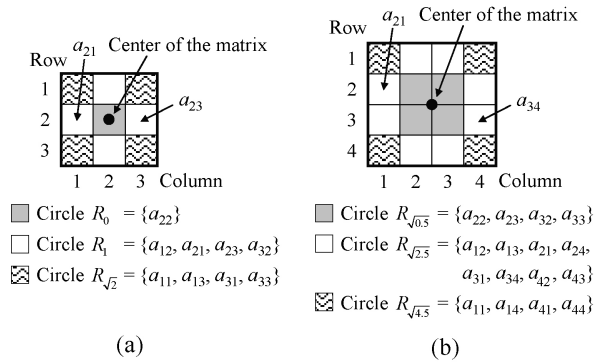 a₂₁
Center of the matrix
Row
1
2
3
a₂₃
1 2 3 Column
Circle R₀ = {a₂₂}
Circle R₁ = {a₁₂, a₂₁, a₂₃, a₃₂}
Circle R√2 = {a₁₁, a₁₃, a₃₁, a₃₃}
(a)
a₂₁
Center of the matrix
Row
1
2
3
4
a₃₄
1 2 3 4 Column
Circle R√0.5 = {a₂₂, a₂₃, a₃₂, a₃₃}
Circle R√2.5 = {a₁₂, a₁₃, a₂₁, a₂₄,
a₃₁, a₃₄, a₄₂, a₄₃}
Circle R√4.5 = {a₁₁, a₁₄, a₄₁, a₄₄}
(b)